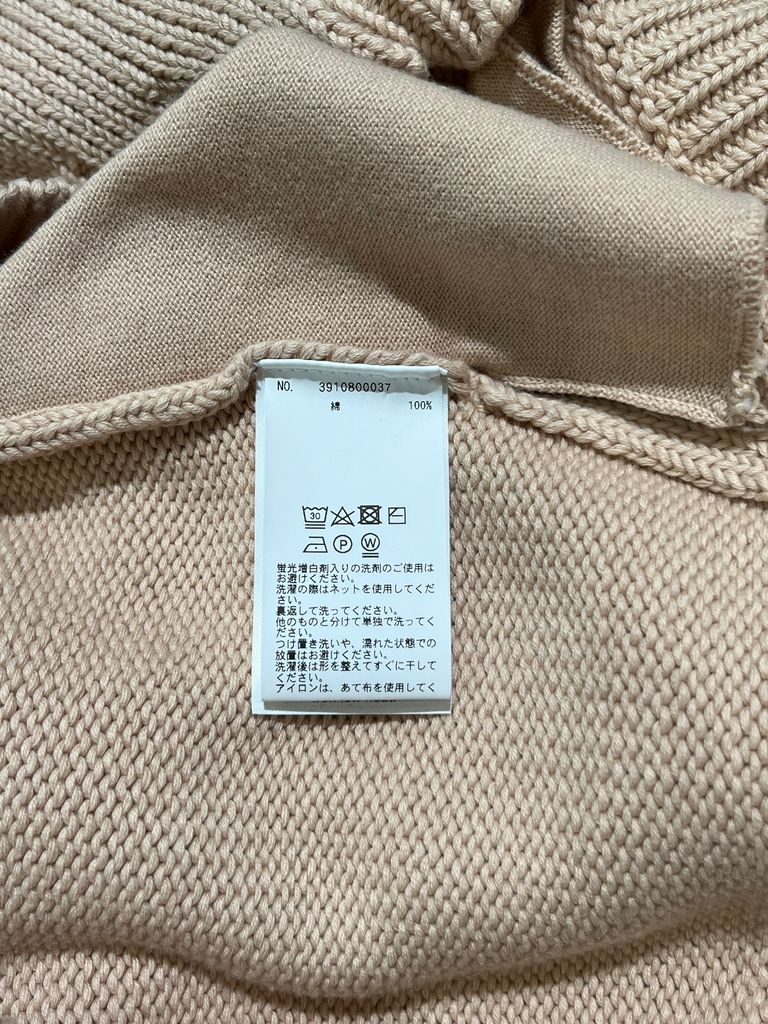 NO. 3910800037
綿 100%
30
P W
蛍光増白剤入りの洗剤のご使用は
お避けください。
洗濯の際はネットを使用してくだ
さい。
裏返して洗ってください。
他のものと分けて単独で洗ってく
ださい。
つけ置き洗いや、濡れた状態での
放置はお避けください。
洗濯後は形を整えてすぐに干して
ください。
アイロンは、あて布を使用してく